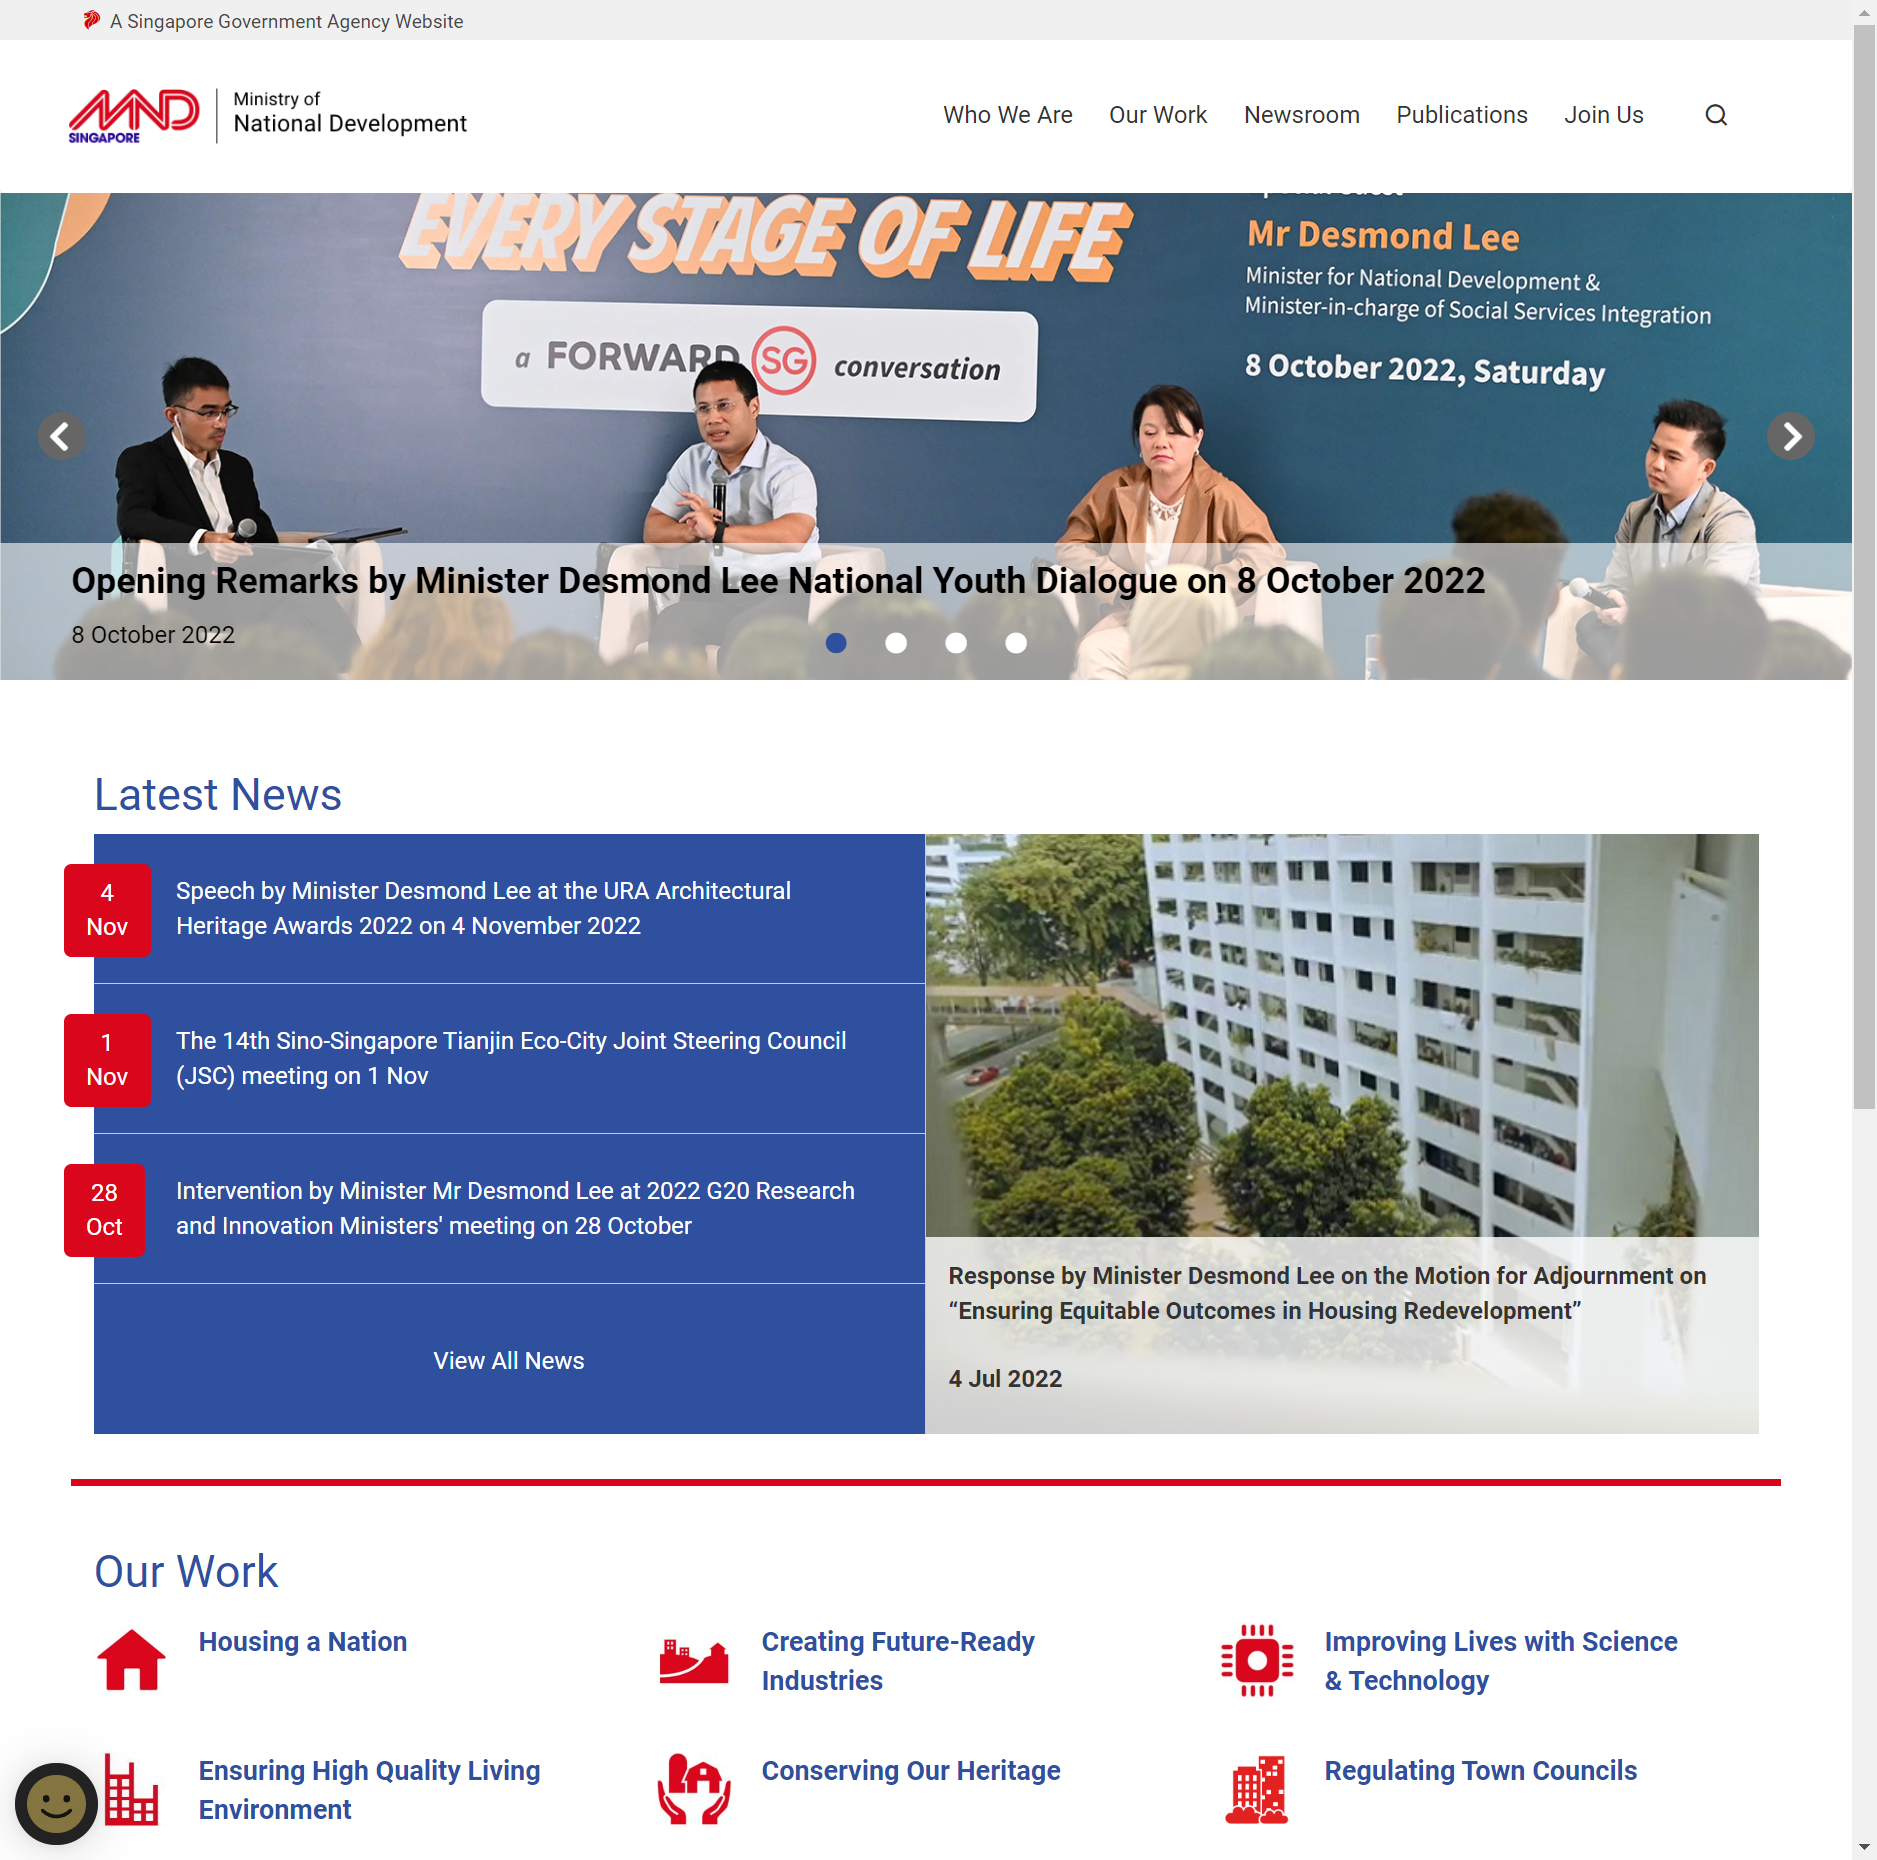 A Singapore Government Agency Website
MND
SINGAPORE
Ministry of
National Development
Who We Are
Our Work
Newsroom
Publications
Join Us
EVERY STAGE OF LIFE
a FORWARD SG conversation
Mr Desmond Lee
Minister for National Development &
Minister-in-charge of Social Services Integration
8 October 2022, Saturday
Opening Remarks by Minister Desmond Lee National Youth Dialogue on 8 October 2022
8 October 2022
Latest News
4
Nov
Speech by Minister Desmond Lee at the URA Architectural
Heritage Awards 2022 on 4 November 2022
1
Nov
The 14th Sino-Singapore Tianjin Eco-City Joint Steering Council
(JSC) meeting on 1 Nov
28
Oct
Intervention by Minister Mr Desmond Lee at 2022 G20 Research
and Innovation Ministers' meeting on 28 October
View All News
Response by Minister Desmond Lee on the Motion for Adjournment on
“Ensuring Equitable Outcomes in Housing Redevelopment”
4 Jul 2022
Our Work
Housing a Nation
Creating Future-Ready
Industries
Improving Lives with Science
& Technology
Ensuring High Quality Living
Environment
Conserving Our Heritage
Regulating Town Councils